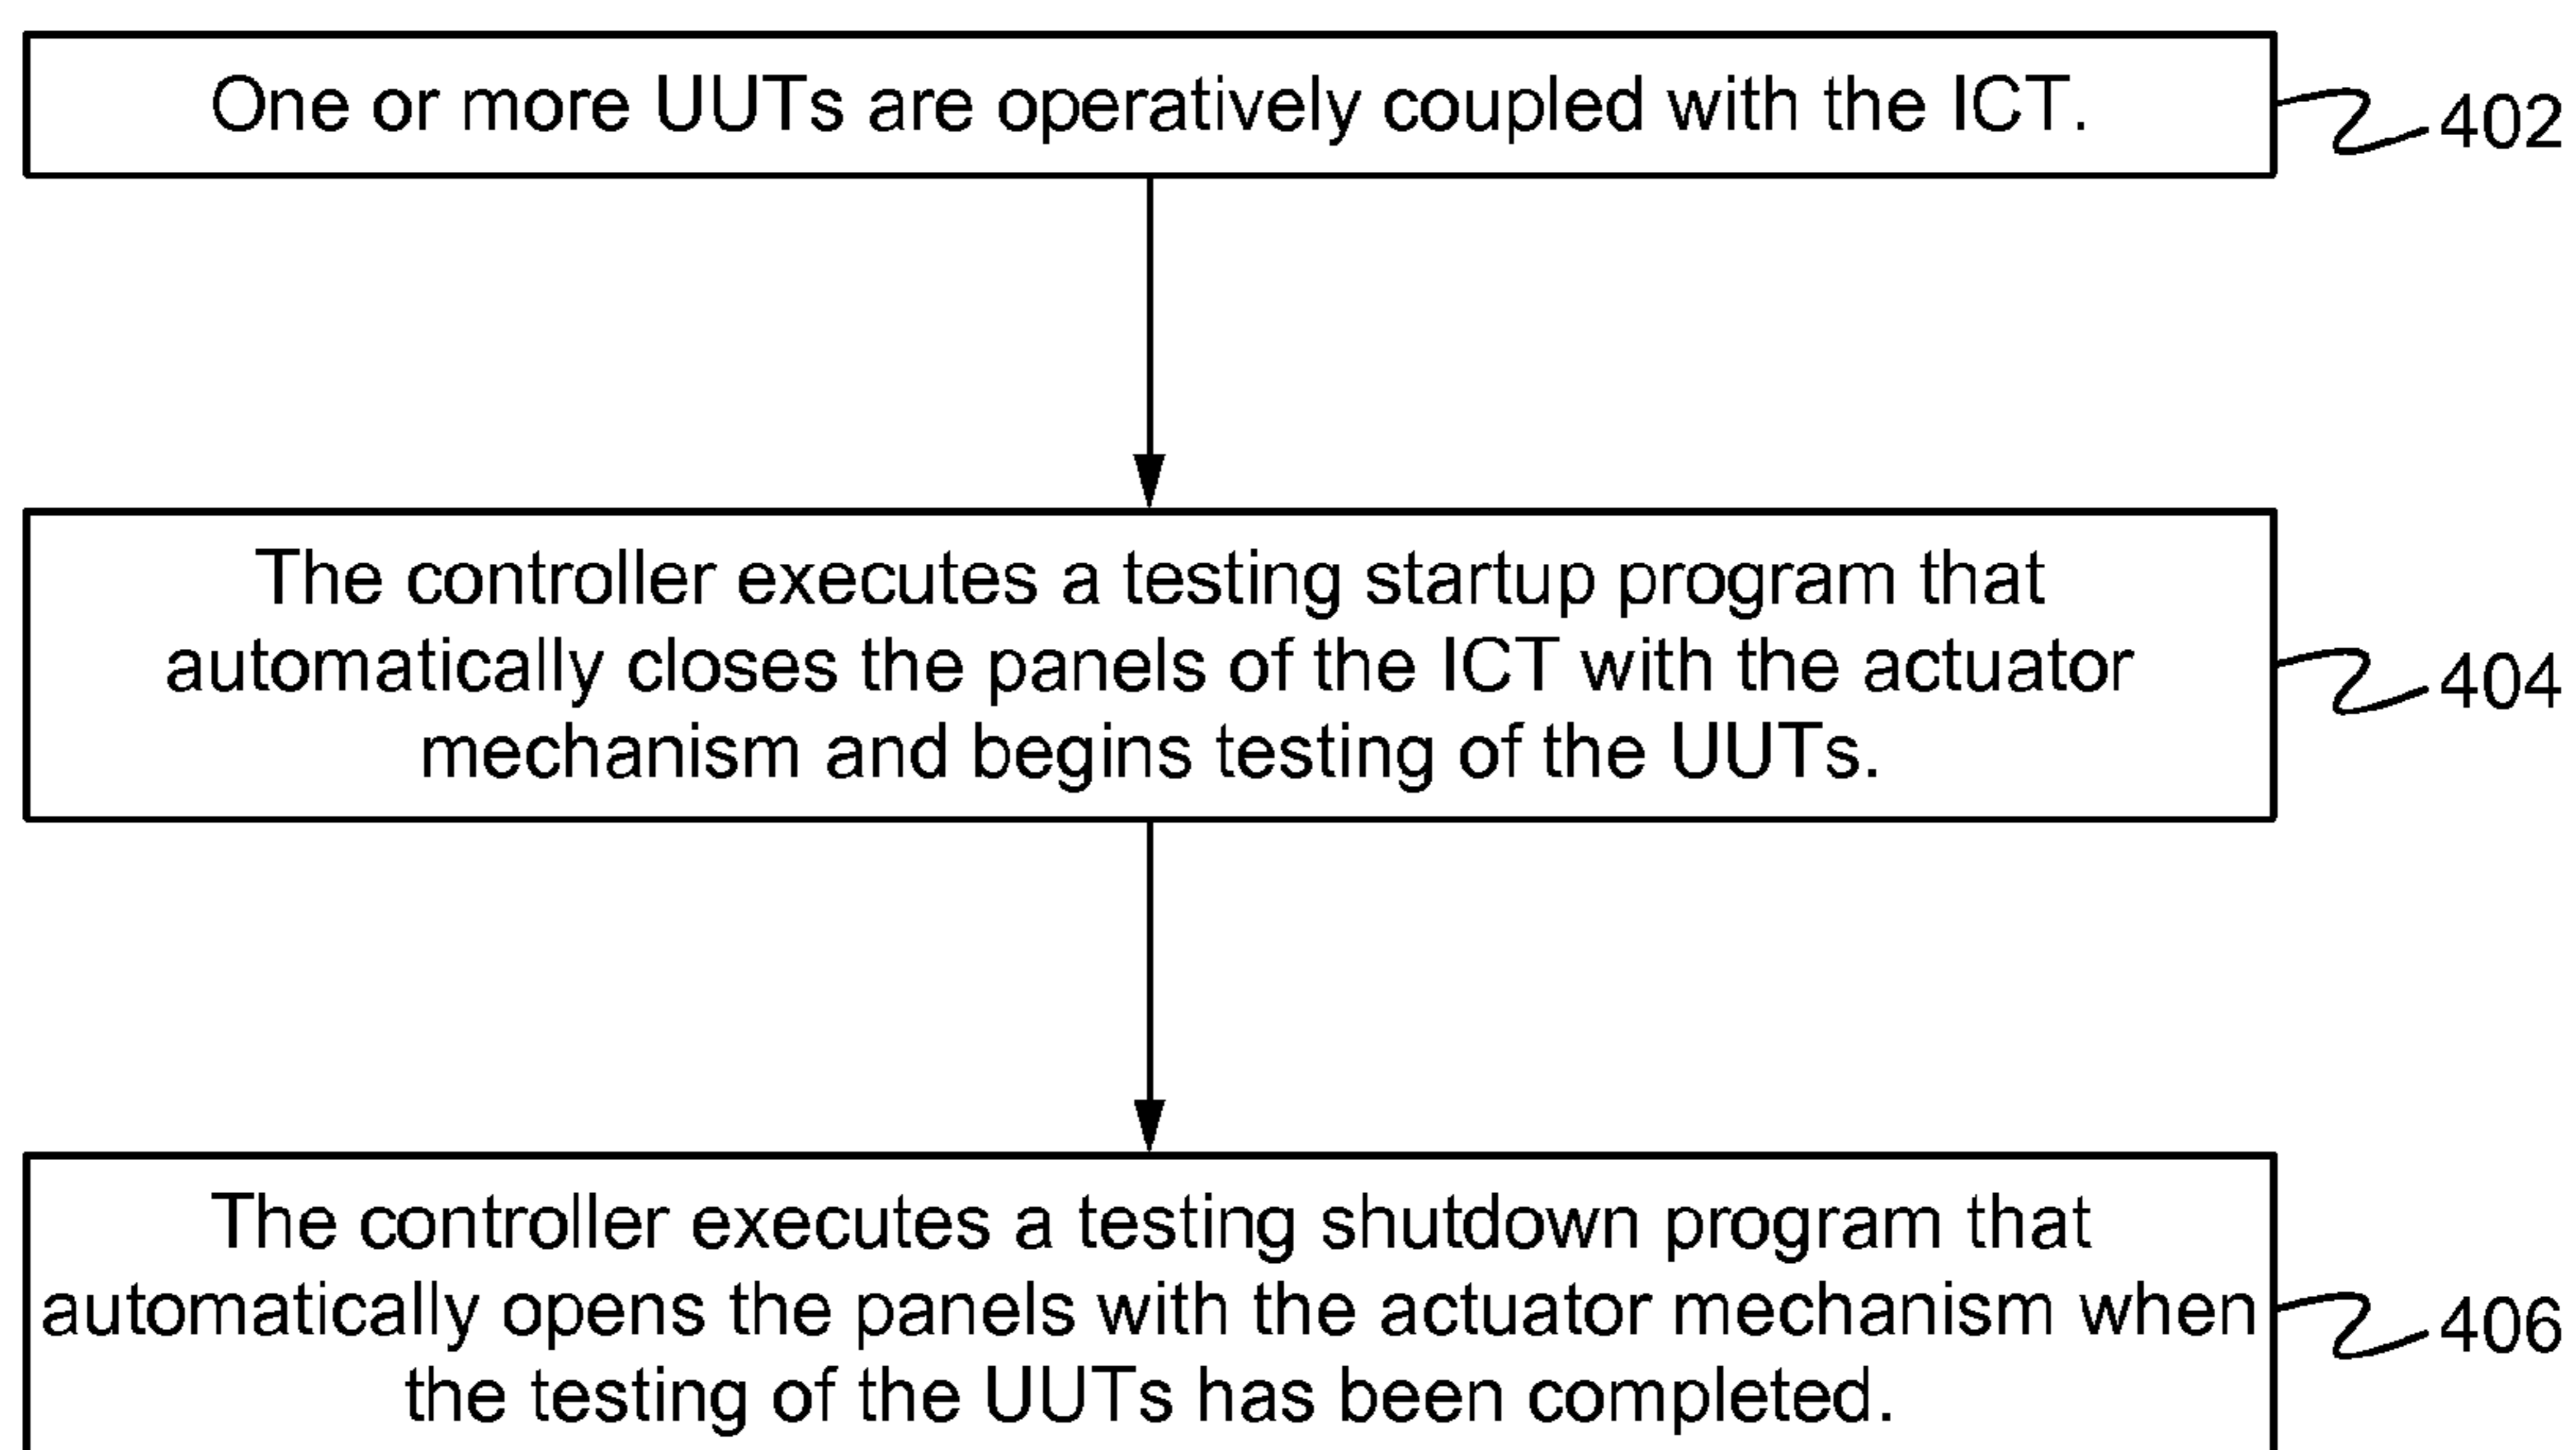 One or more UUTs are operatively coupled with the ICT.
402
The controller executes a testing startup program that
automatically closes the panels of the ICT with the actuator
mechanism and begins testing of the UUTs.
404
The controller executes a testing shutdown program that
automatically opens the panels with the actuator mechanism when
the testing of the UUTs has been completed.
406